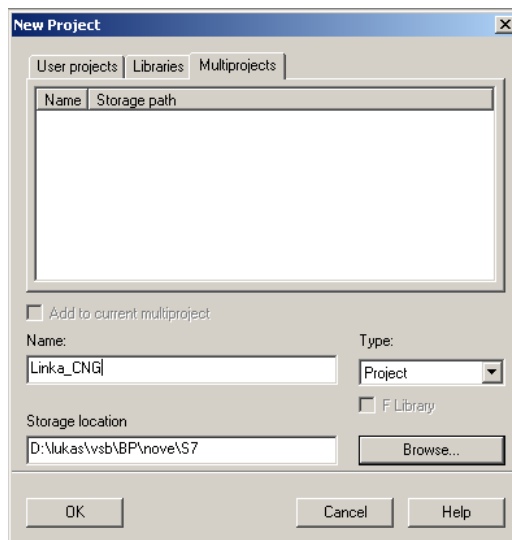 New Project
User projects Libraries Multiprojects
Name Storage path
Add to current multiproject
Name: Type:
Linka_CNG Project
F Library
Storage location
D:\lukas\vsb\BP\nove\S7 Browse...
OK Cancel Help